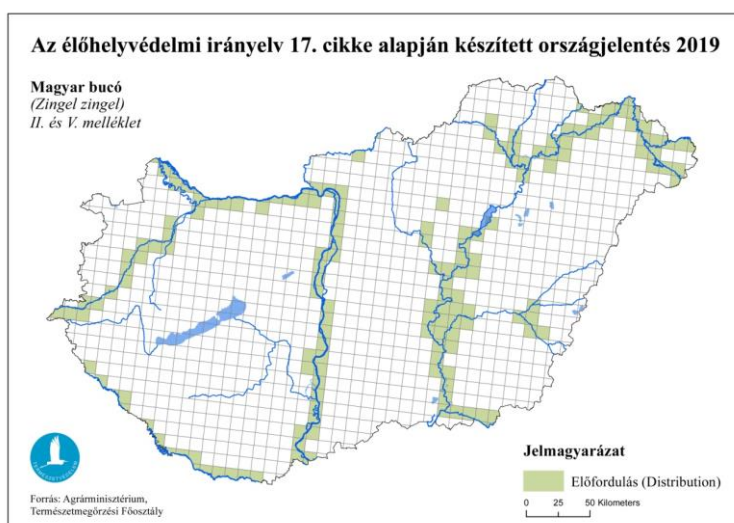 Az élőhelyvédelmi irányelv 17. cikke alapján készített országjelentés 2019
Magyar bucó
(Zingel zingel)
II. és V. melléklet
Jelmagyarázat
Előfordulás (Distribution)
0 25 50 Kilometers
TERMÉSZETVÉDELEM
Forrás: Agrárminisztérium,
Természetmegőrzési Főosztály